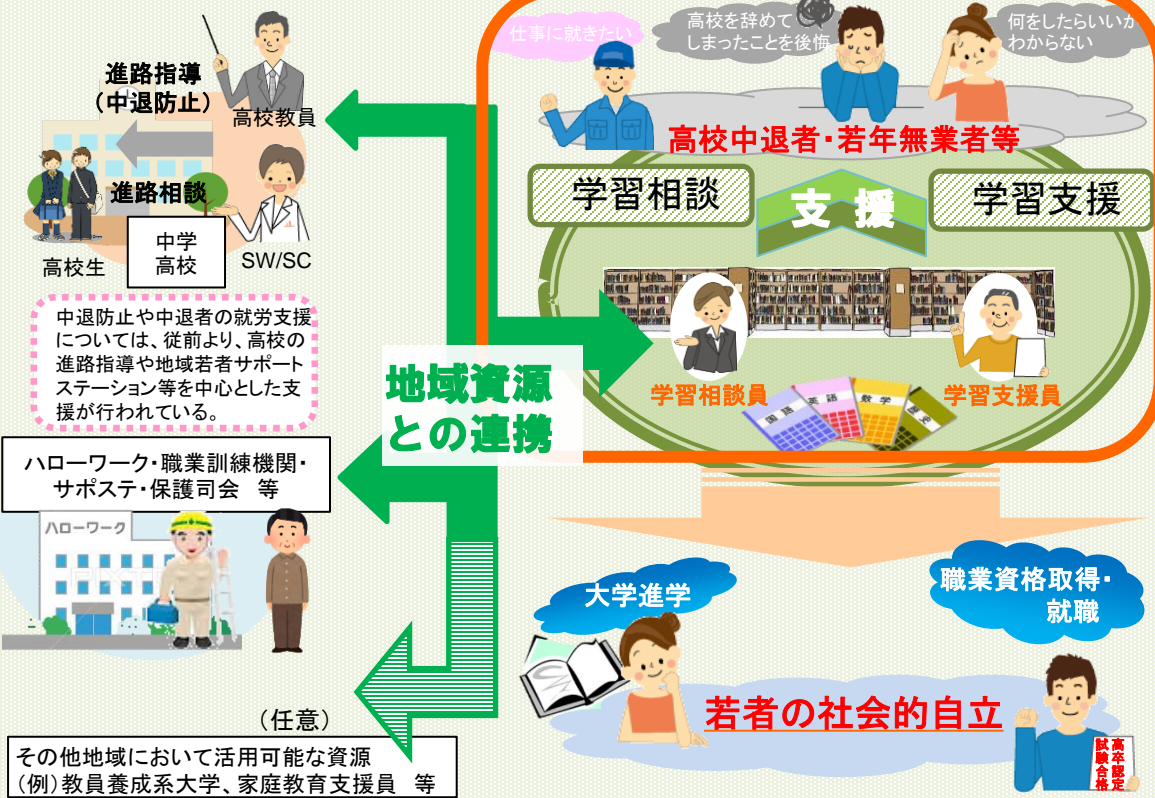 進路指導
（中退防止）
高校教員
進路相談
中学
高校
高校生
SW/SC
中退防止や中退者の就労支援
については、従前より、高校の
進路指導や地域若者サポート
ステーション等を中心とした支
援が行われている。
ハローワーク・職業訓練機関・
サポステ・保護司会　等
ハローワーク
（任意）
その他地域において活用可能な資源
（例）教員養成系大学、家庭教育支援員　等
地域資源
との連携
仕事に就きたい
高校を辞めて
しまったことを後悔
何をしたらいいか
わからない
高校中退者・若年無業者等
学習相談
支援
学習支援
学習相談員
学習支援員
国語
英語
数学
歴史
大学進学
職業資格取得・
就職
若者の社会的自立
高卒認定
試験合格